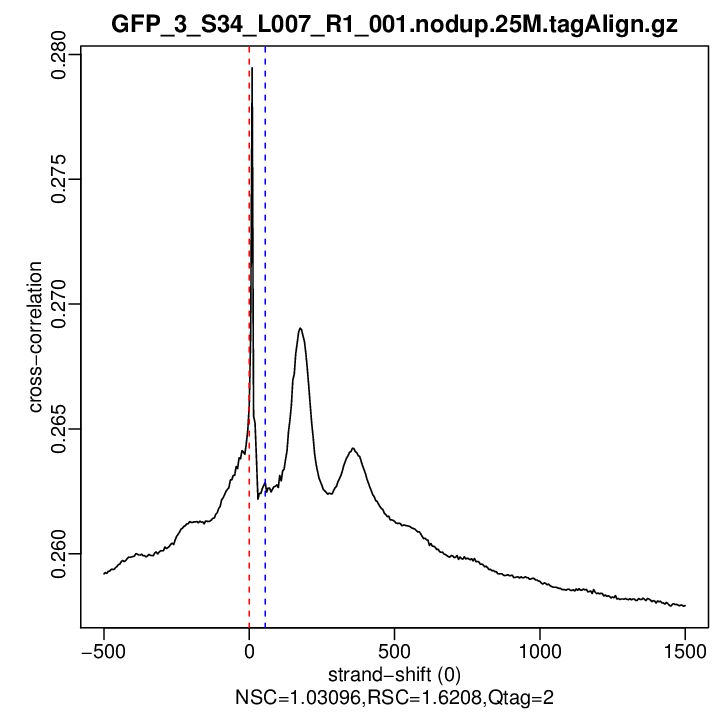 GFP_3_S34_L007_R1_001.nodup.25M.tagAlign.gz
cross−correlation
0.280
0.275
0.270
0.265
0.260
−500 0 500 1000 1500
strand−shift (0)
NSC=1.03096,RSC=1.6208,Qtag=2